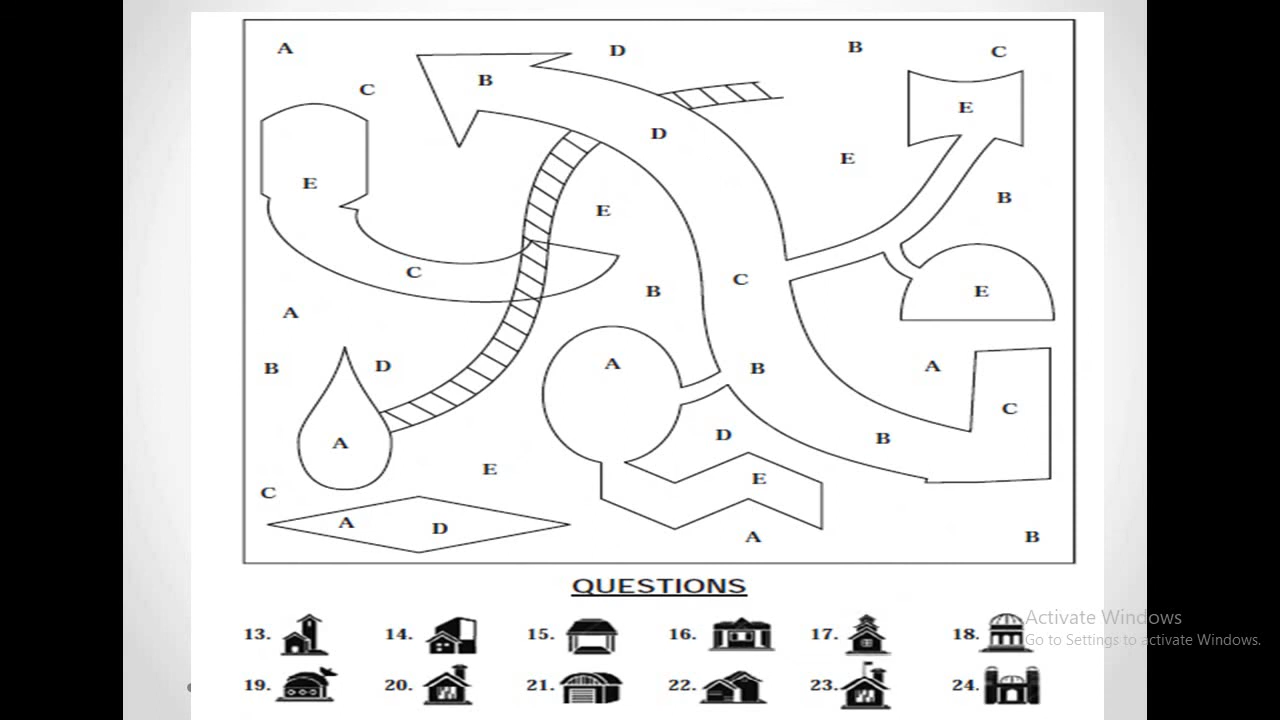 A
D
B
C
B
C
C
E
D
E
E
B
E
C
C
B
E
A
B
D
A
B
A
C
A
D
B
E
E
C
A
D
A
B
QUESTIONS
13. 14. 15. 16. 17. 18.
19. 20. 21. 22. 23. 24.
Activate Windows
Go to Settings to activate Windows.